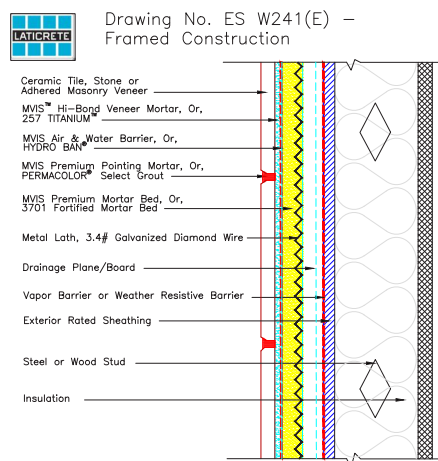 LATICRETE
Drawing No. ES W241(E) –
Framed Construction
Ceramic Tile, Stone or
Adhered Masonry Veneer
MVIS™ Hi-Bond Veneer Mortar, Or,
257 TITANIUM™
MVIS Air & Water Barrier, Or,
HYDRO BAN®
MVIS Premium Pointing Mortar, Or,
PERMACOLOR® Select Grout
MVIS Premium Mortar Bed, Or,
3701 Fortified Mortar Bed
Metal Lath, 3.4# Galvanized Diamond Wire
Drainage Plane/Board
Vapor Barrier or Weather Resistive Barrier
Exterior Rated Sheathing
Steel or Wood Stud
Insulation